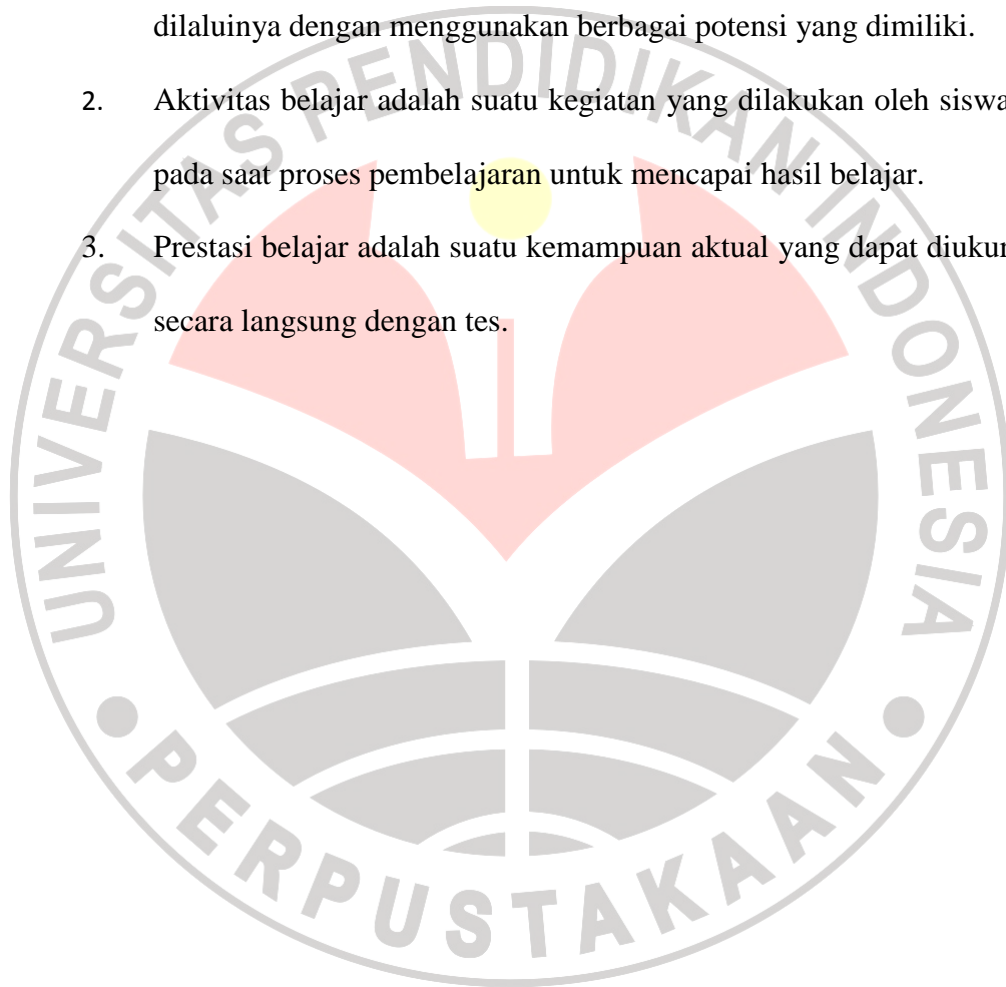 dilaluinya dengan menggunakan berbagai potensi yang dimiliki.
2. Aktivitas belajar adalah suatu kegiatan yang dilakukan oleh siswa
pada saat proses pembelajaran untuk mencapai hasil belajar.
3. Prestasi belajar adalah suatu kemampuan aktual yang dapat diukur
secara langsung dengan tes.
UNIVERSITAS PENDIDIKAN INDONESIA
PERPUSTAKAAN